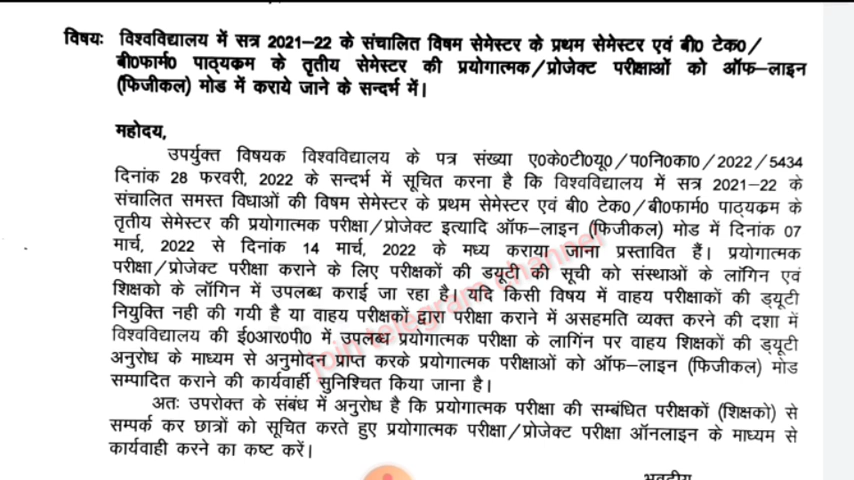 विषयः विश्वविद्यालय में सत्र 2021–22 के संचालित विषम सेमेस्टर के प्रथम सेमेस्टर एवं बी0 टेक0/
बी0फार्म0 पाठ्यक्रम के तृतीय सेमेस्टर की प्रयोगात्मक/प्रोजेक्ट परीक्षाओं को ऑफ–लाइन
(फिजीकल) मोड में कराये जाने के सन्दर्भ में।
महोदय,
उपर्युक्त विषयक विश्वविद्यालय के पत्र संख्या ए0के0टी0यू0/प0नि0का0/2022/5434
दिनांक 28 फरवरी, 2022 के सन्दर्भ में सूचित करना है कि विश्वविद्यालय में सत्र 2021–22 के
संचालित समस्त विधाओं की विषम सेमेस्टर के प्रथम सेमेस्टर एवं बी0 टेक0/बी0फार्म0 पाठ्यक्रम के
तृतीय सेमेस्टर की प्रयोगात्मक परीक्षा/प्रोजेक्ट इत्यादि ऑफ–लाइन (फिजीकल) मोड में दिनांक 07
मार्च, 2022 से दिनांक 14 मार्च, 2022 के मध्य कराया जाना प्रस्तावित हैं। प्रयोगात्मक
परीक्षा/प्रोजेक्ट परीक्षा कराने के लिए परीक्षकों की डयूटी की सूची को संस्थाओं के लॉगिन एवं
शिक्षको के लॉगिन में उपलब्ध कराई जा रहा है। यदि किसी विषय में वाहय परीक्षाकों की ड्यूटी
नियुक्ति नही की गयी है या वाहय परीक्षकों द्वारा परीक्षा कराने में असहमति व्यक्त करने की दशा में
विश्वविद्यालय की ई0आर0पी0 में उपलब्ध प्रयोगात्मक परीक्षा के लागिंन पर वाहय शिक्षकों की ड्यूटी
अनुरोध के माध्यम से अनुमोदन प्राप्त करके प्रयोगात्मक परीक्षाओं को ऑफ–लाइन (फिजीकल) मोड
सम्पादित कराने की कार्यवार्ही सुनिश्चित किया जाना है।
अतः उपरोक्त के संबंध में अनुरोध है कि प्रयोगात्मक परीक्षा की सम्बंधित परीक्षकों (शिक्षको) से
सम्पर्क कर छात्रों को सूचित करते हुए प्रयोगात्मक परीक्षा/प्रोजेक्ट परीक्षा ऑनलाइन के माध्यम से
कार्यवाही करने का कष्ट करें।
भवदीय
join telegram channel